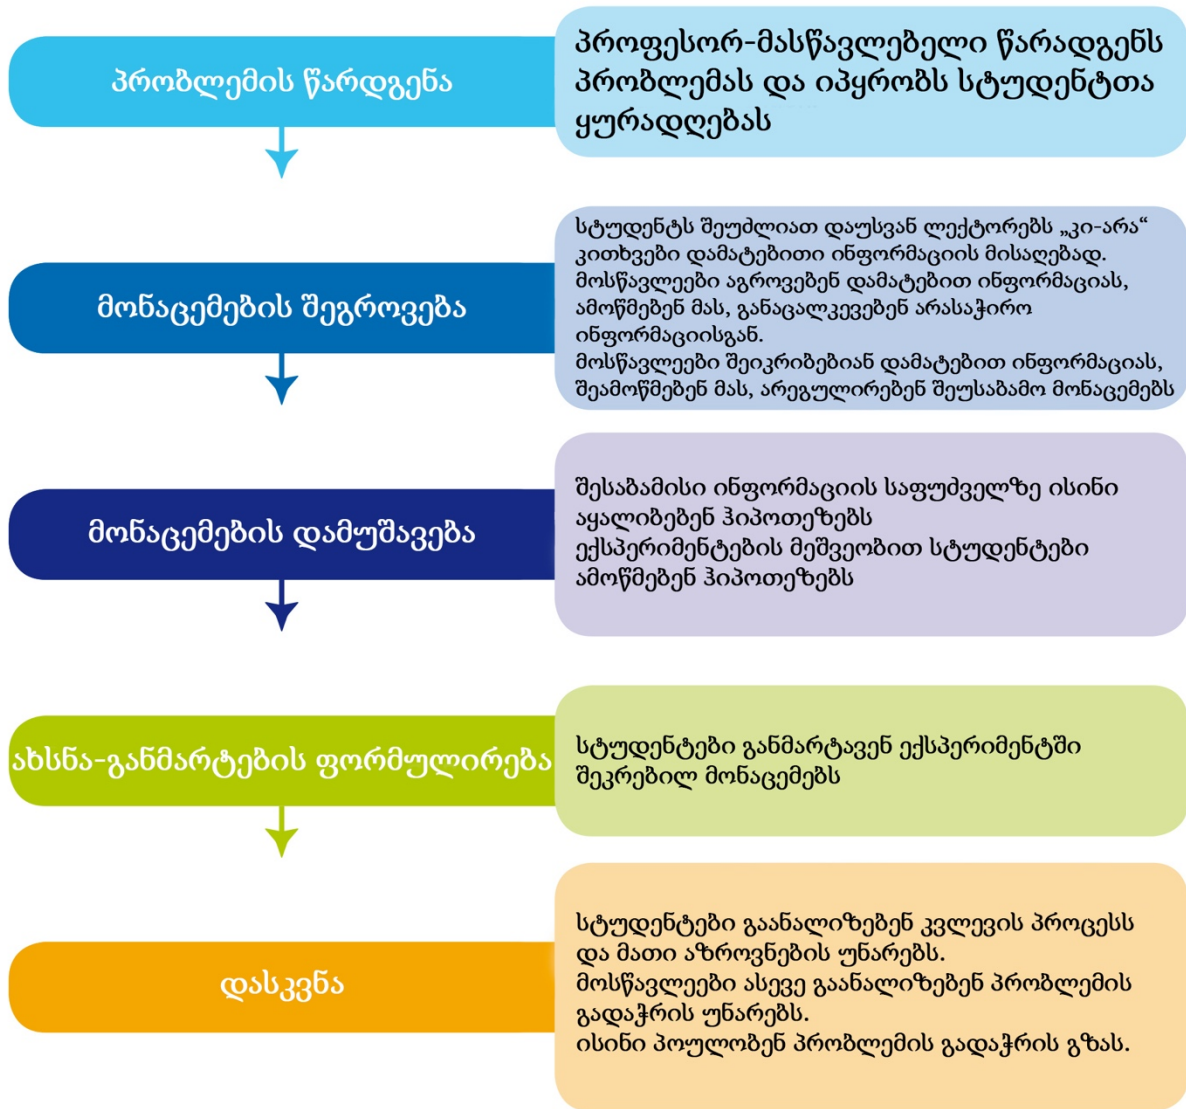 პრობლემის წარდგენა
პროფესორ-მასწავლებელი წარადგენს
პრობლემას და იპყრობს სტუდენტთა
ყურადღებას
მონაცემების შეგროვება
სტუდენტს შეუძლიათ დაუსვან ლექტორებს „კი-არა“
კითხვები დამატებითი ინფორმაციის მისაღებად.
მოსწავლეები აგროვებენ დამატებით ინფორმაციას,
ამოწმებენ მას, განაცალკევებენ არასაჭირო
ინფორმაციისგან.
მოსწავლეები შეიკრიბებიან დამატებით ინფორმაციას,
შეამოწმებენ მას, არეგულირებენ შეუსაბამო მონაცემებს
მონაცემების დამუშავება
შესაბამისი ინფორმაციის საფუძველზე ისინი
აყალიბებენ ჰიპოთეზებს
ექსპერიმენტების მეშვეობით სტუდენტები
ამოწმებენ ჰიპოთეზებს
ახსნა-განმარტების ფორმულირება
სტუდენტები განმარტავენ ექსპერიმენტში
შეკრებილ მონაცემებს
დასკვნა
სტუდენტები გაანალიზებენ კვლევის პროცესს
და მათი აზროვნების უნარებს.
მოსწავლეები ასევე გაანალიზებენ პრობლემის
გადაჭრის უნარებს.
ისინი პოულობენ პრობლემის გადაჭრის გზას.